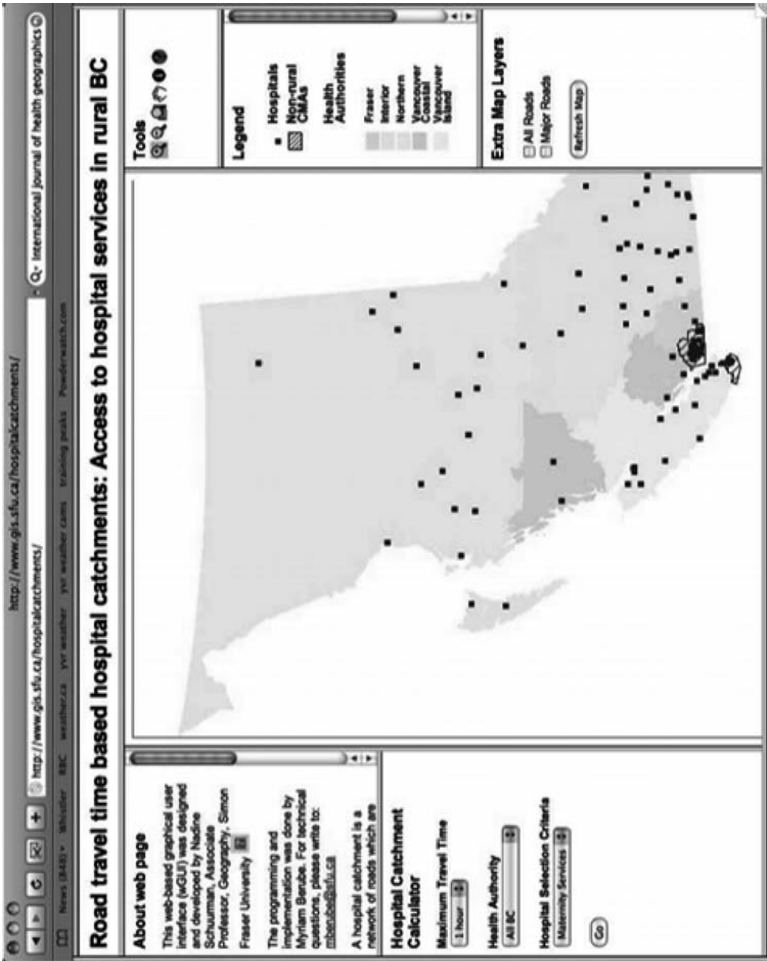 http://www.gis.sfu.ca/hospitalcatchments/
http://www.gis.sfu.ca/hospitalcatchments/
International journal of health geographics
News (848) Whistler RBC weather.ca yvr weather yvr weather cams training peaks Powderwatch.com
Road travel time based hospital catchments: Access to hospital services in rural BC
About web page
This web-based graphical user
interface (wGUI) was designed
and developed by Nadine
Schuurman, Associate
Professor, Geography, Simon
Fraser University
The programming and
implementation was done by
Myriam Berube. For technical
questions, please write to:
mberube@sfu.ca
A hospital catchment is a
network of roads which are
Hospital Catchment
Calculator
Maximum Travel Time
1 hour
Health Authority
All BC
Hospital Selection Criteria
Maternity Services
Go
Tools
Legend
Hospitals
Non-rural
CMAs
Health
Authorities
Fraser
Interior
Northern
Vancouver
Coastal
Vancouver
Island
Extra Map Layers
All Roads
Major Roads
Refresh Map